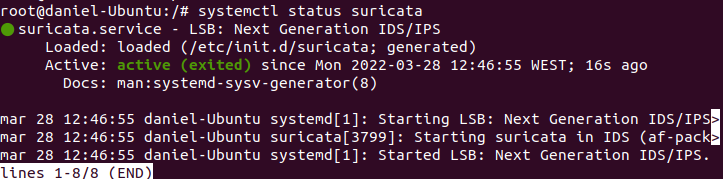 root@daniel-Ubuntu:/# systemctl status suricata
● suricata.service - LSB: Next Generation IDS/IPS
     Loaded: loaded (/etc/init.d/suricata; generated)
     Active: active (exited) since Mon 2022-03-28 12:46:55 WEST; 16s ago
       Docs: man:systemd-sysv-generator(8)

mar 28 12:46:55 daniel-Ubuntu systemd[1]: Starting LSB: Next Generation IDS/IPS>
mar 28 12:46:55 daniel-Ubuntu suricata[3799]: Starting suricata in IDS (af-pack>
mar 28 12:46:55 daniel-Ubuntu systemd[1]: Started LSB: Next Generation IDS/IPS.
lines 1-8/8 (END)